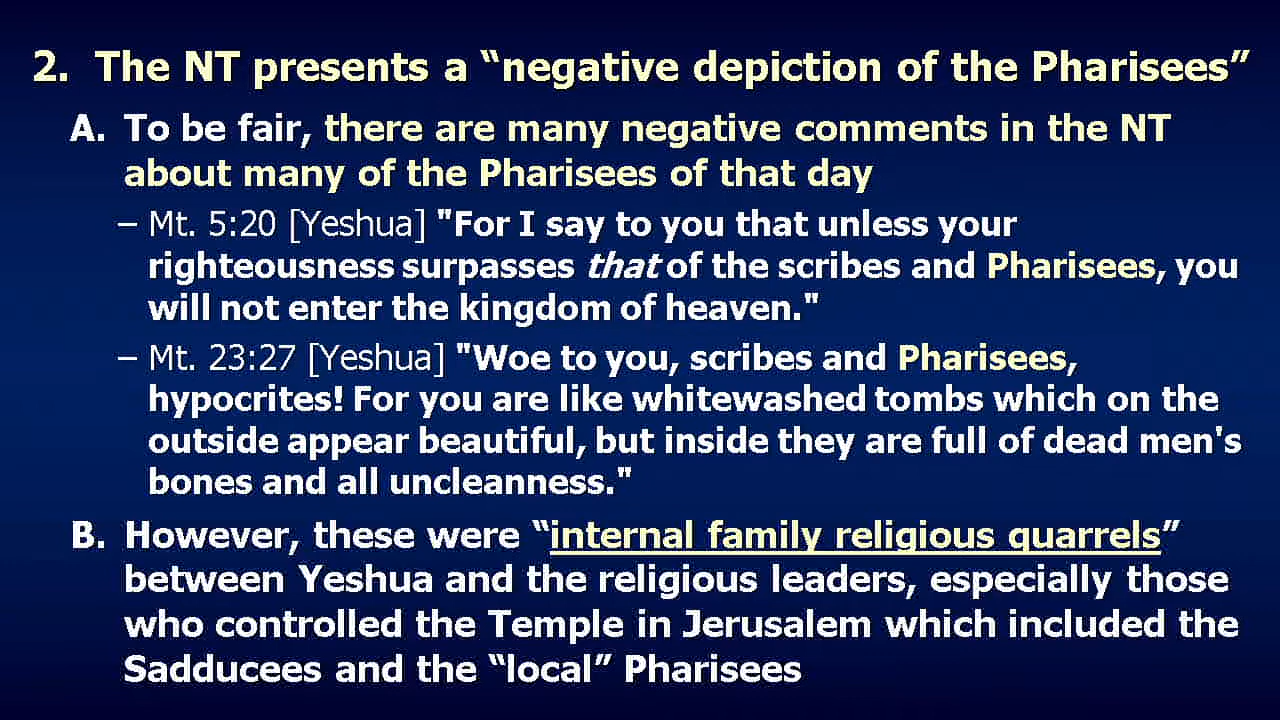 2. The NT presents a “negative depiction of the Pharisees”
A. To be fair, there are many negative comments in the NT
about many of the Pharisees of that day
– Mt. 5:20 [Yeshua] "For I say to you that unless your
righteousness surpasses that of the scribes and Pharisees, you
will not enter the kingdom of heaven."
– Mt. 23:27 [Yeshua] "Woe to you, scribes and Pharisees,
hypocrites! For you are like whitewashed tombs which on the
outside appear beautiful, but inside they are full of dead men's
bones and all uncleanness."
B. However, these were “internal family religious quarrels”
between Yeshua and the religious leaders, especially those
who controlled the Temple in Jerusalem which included the
Sadducees and the “local” Pharisees